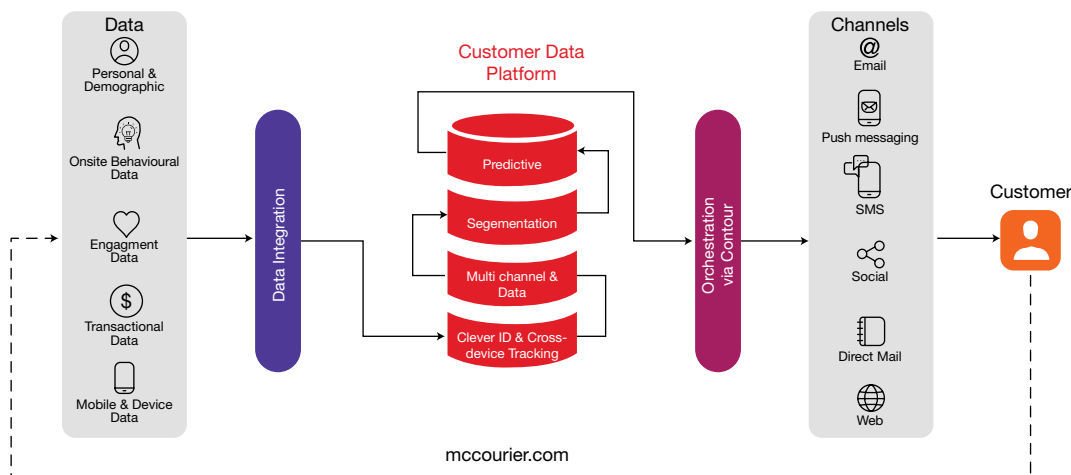 Data
Personal &
Demographic
Onsite Behavioural
Data
Engagment
Data
$
Transactional
Data
Mobile & Device
Data
Data Integration
Customer Data
Platform
Predictive
Segementation
Multi channel &
Data
Clever ID & Cross-
device Tracking
Orchestration
via Contour
Channels
@
Email
Push messaging
SMS
Social
Direct Mail
Web
Customer
mccourier.com